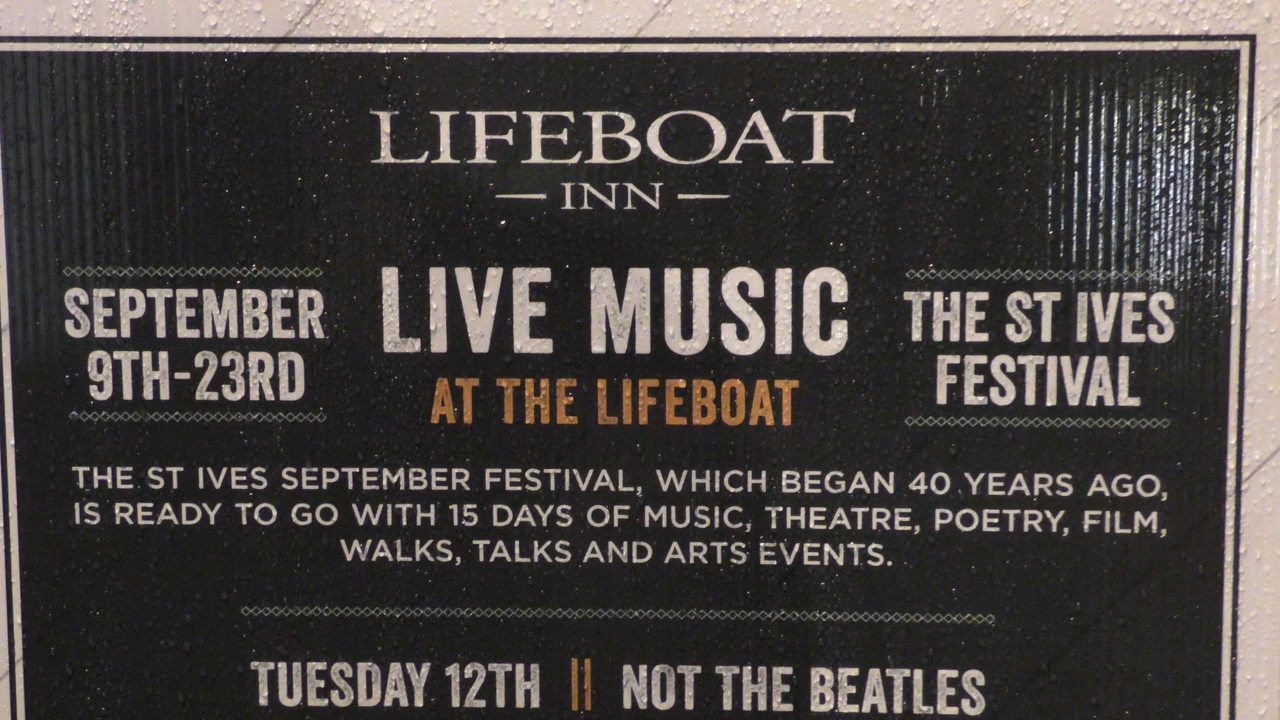 LIFEBOAT
INN
SEPTEMBER
9TH-23RD
LIVE MUSIC
AT THE LIFEBOAT
THE ST IVES
FESTIVAL
THE ST IVES SEPTEMBER FESTIVAL, WHICH BEGAN 40 YEARS AGO,
IS READY TO GO WITH 15 DAYS OF MUSIC, THEATRE, POETRY, FILM,
WALKS, TALKS AND ARTS EVENTS.
TUESDAY 12TH || NOT THE BEATLES